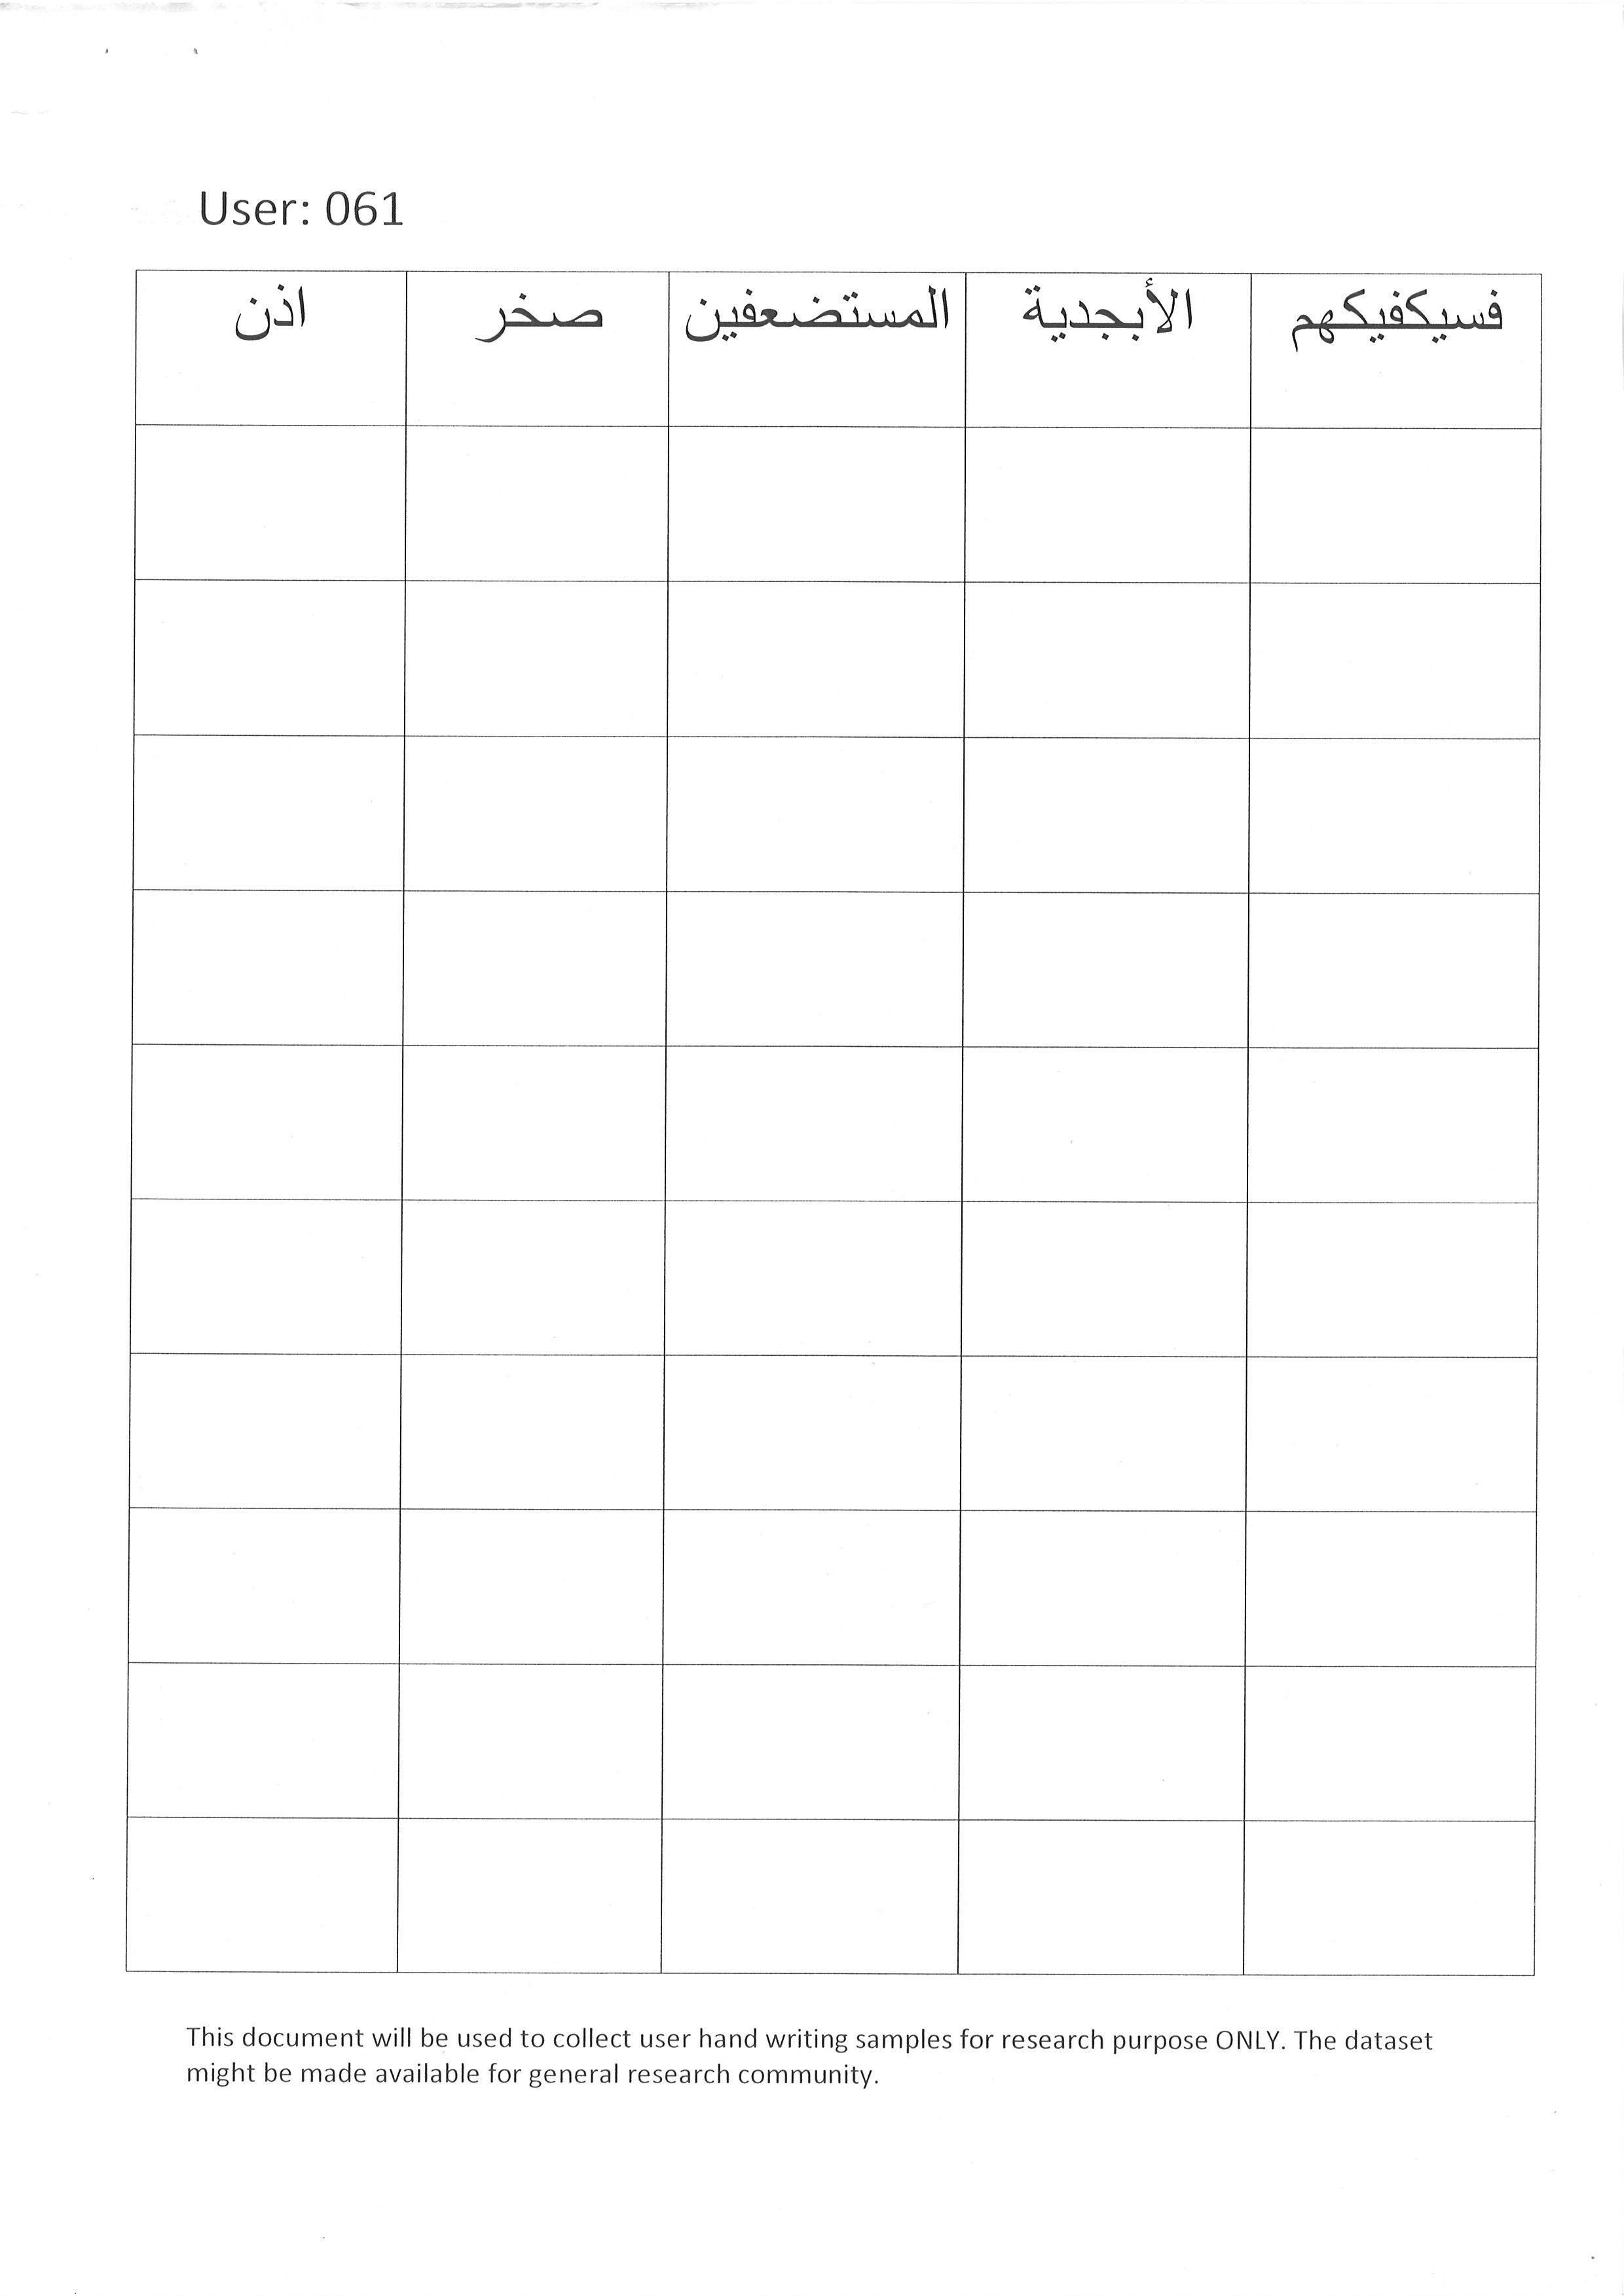 User: 061
فسيكفيكهم الأبجدية المستضعفين صخر اذن
This document will be used to collect user hand writing samples for research purpose ONLY. The dataset
might be made available for general research community.